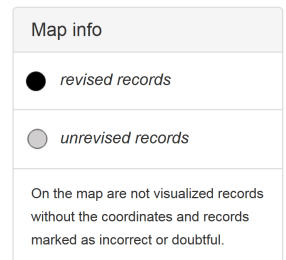 Map info
revised records
unrevised records
On the map are not visualized records
without the coordinates and records
marked as incorrect or doubtful.